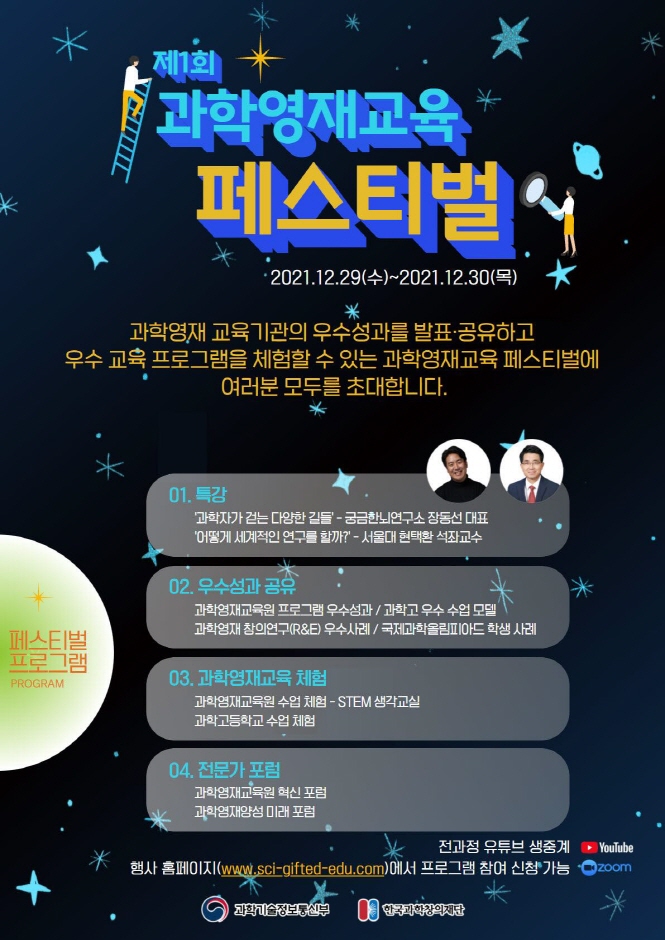 제1회
과학영재교육
페스티벌
2021.12.29(수)~2021.12.30(목)
과학영재 교육기관의 우수성과를 발표·공유하고
우수 교육 프로그램을 체험할 수 있는 과학영재교육 페스티벌에
여러분 모두를 초대합니다.
01. 특강
'과학자가 걷는 다양한 길들' - 궁금한뇌연구소 장동선 대표
'어떻게 세계적인 연구를 할까?' - 서울대 현택환 석좌교수
02. 우수성과 공유
과학영재교육원 프로그램 우수성과 / 과학고 우수 수업 모델
과학영재 창의연구(R&E) 우수사례 / 국제과학올림피아드 학생 사례
페스티벌
프로그램
PROGRAM
03. 과학영재교육 체험
과학영재교육원 수업 체험 - STEM 생각교실
과학고등학교 수업 체험
04. 전문가 포럼
과학영재교육원 혁신 포럼
과학영재양성 미래 포럼
전과정 유튜브 생중계 YouTube
행사 홈페이지(www.sci-gifted-edu.com)에서 프로그램 참여 신청 가능 zoom
과학기술정보통신부 한국과학창의재단